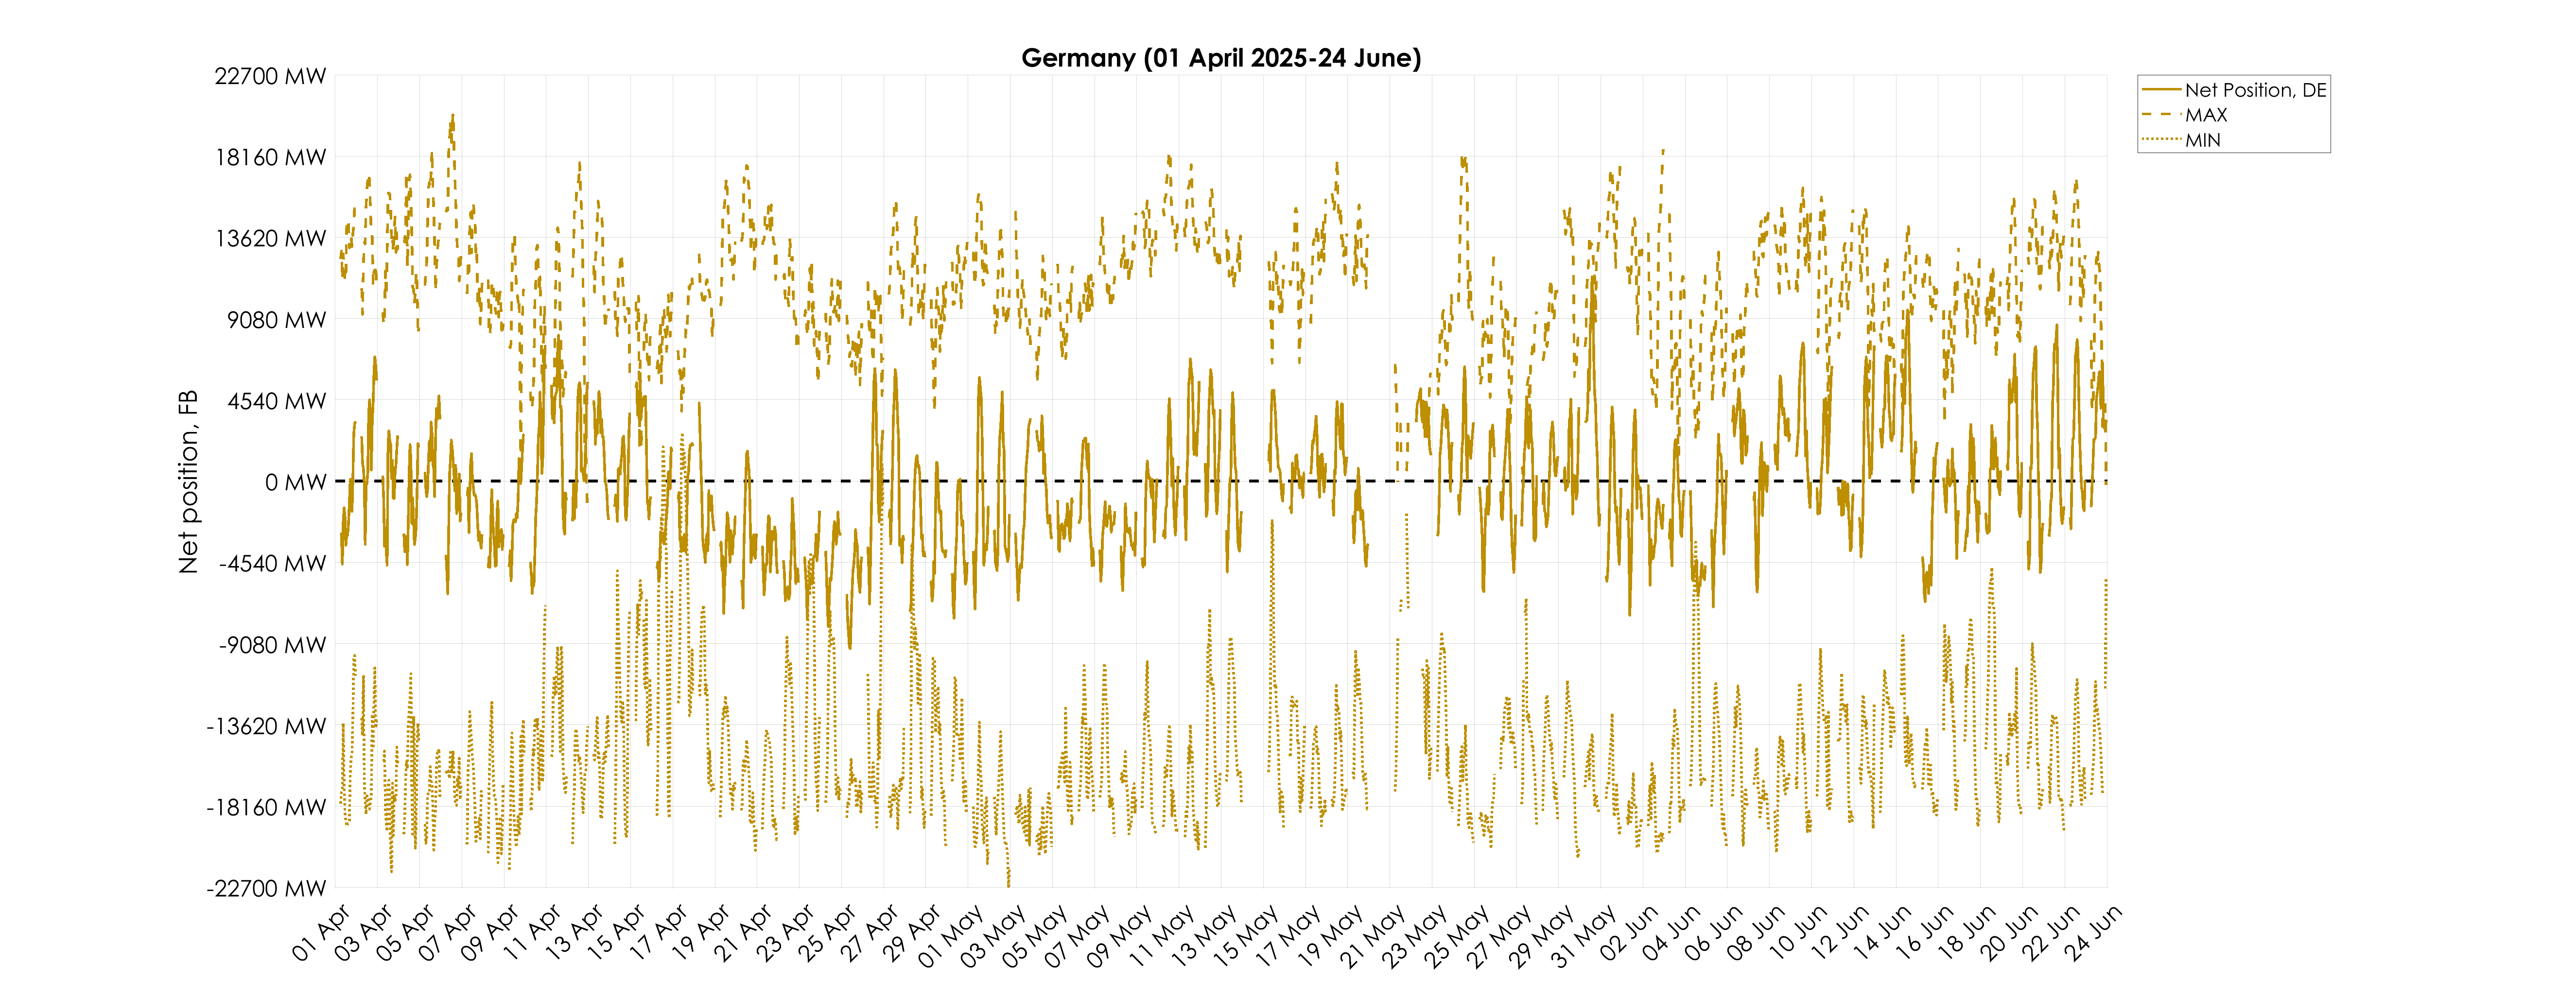 Germany (01 April 2025-24 June)
22700 MW
18160 MW
13620 MW
9080 MW
4540 MW
0 MW
-4540 MW
-9080 MW
-13620 MW
-18160 MW
-22700 MW
Net position, FB
Net Position, DE
MAX
MIN
01 Apr
03 Apr
05 Apr
07 Apr
09 Apr
11 Apr
13 Apr
15 Apr
17 Apr
19 Apr
21 Apr
23 Apr
25 Apr
27 Apr
29 Apr
01 May
03 May
05 May
07 May
09 May
11 May
13 May
15 May
17 May
19 May
21 May
23 May
25 May
27 May
29 May
31 May
02 Jun
04 Jun
06 Jun
08 Jun
10 Jun
12 Jun
14 Jun
16 Jun
18 Jun
20 Jun
22 Jun
24 Jun